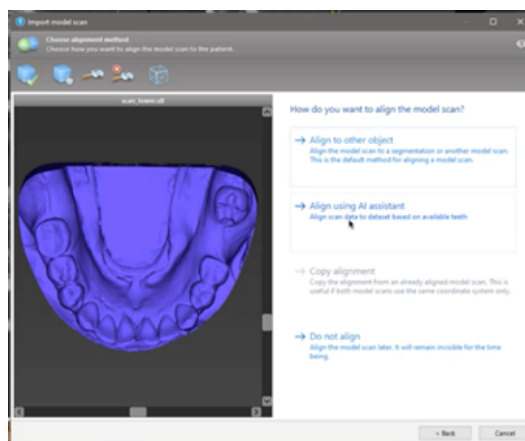 Import model scan
Choose alignment method
Choose how you want to align the model scan to the patient.
scan_lower.stl
How do you want to align the model scan?
Align to other object
Align the model scan to a segmentation or another model scan.
This is the default method for aligning a model scan.
Align using AI assistant
Align scan data to dataset based on available teeth
Copy alignment
Copy the alignment from an already aligned model scan. This is
useful if both model scans use the same coordinate system only.
Do not align
Align the model scan later. It will remain invisible for the time
being.
< Back
Cancel